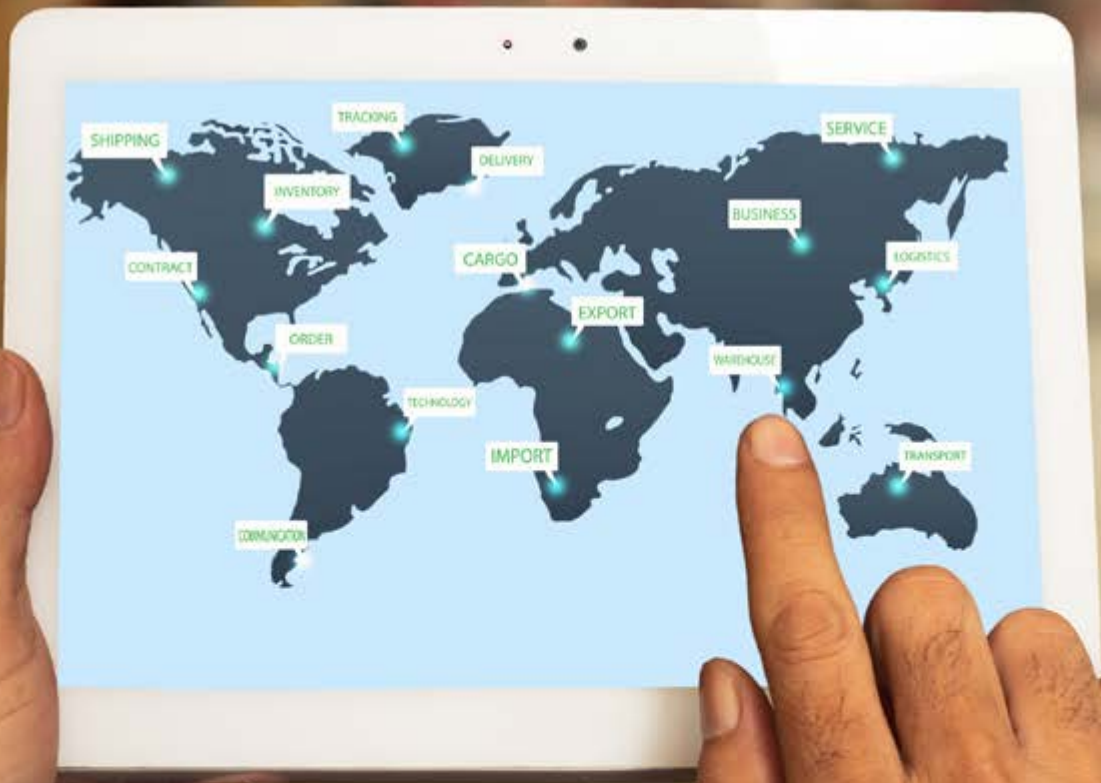 TRACKING
SERVICE
SHIPPING
DELIVERY
INVENTORY
BUSINESS
CARGO
LOGISTICS
CONTRACT
EXPORT
ORDER
WAREHOUSE
TECHNOLOGY
IMPORT
TRANSPORT
COMMUNICATION